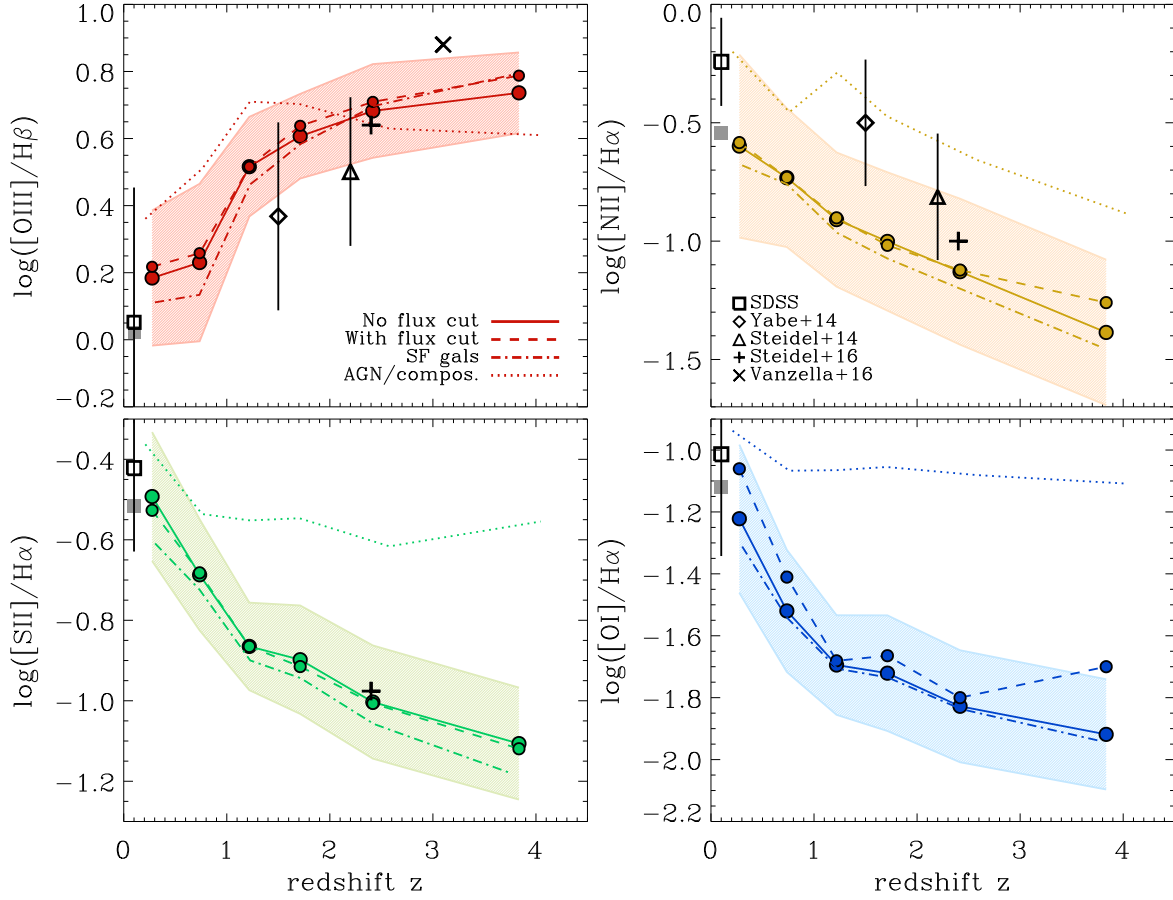 1.0
0.8
0.6
0.4
0.2
0.0
−0.2
log([OIII]/Hβ)
No flux cut
With flux cut
SF gals
AGN/compos.
0.0
−0.5
−1.0
−1.5
log([NII]/Hα)
SDSS
Yabe+14
Steidel+14
Steidel+16
Vanzella+16
−0.4
−0.6
−0.8
−1.0
−1.2
log([SII]/Hα)
0 1 2 3 4
redshift z
−1.0
−1.2
−1.4
−1.6
−1.8
−2.0
−2.2
log([OI]/Hα)
0 1 2 3 4
redshift z